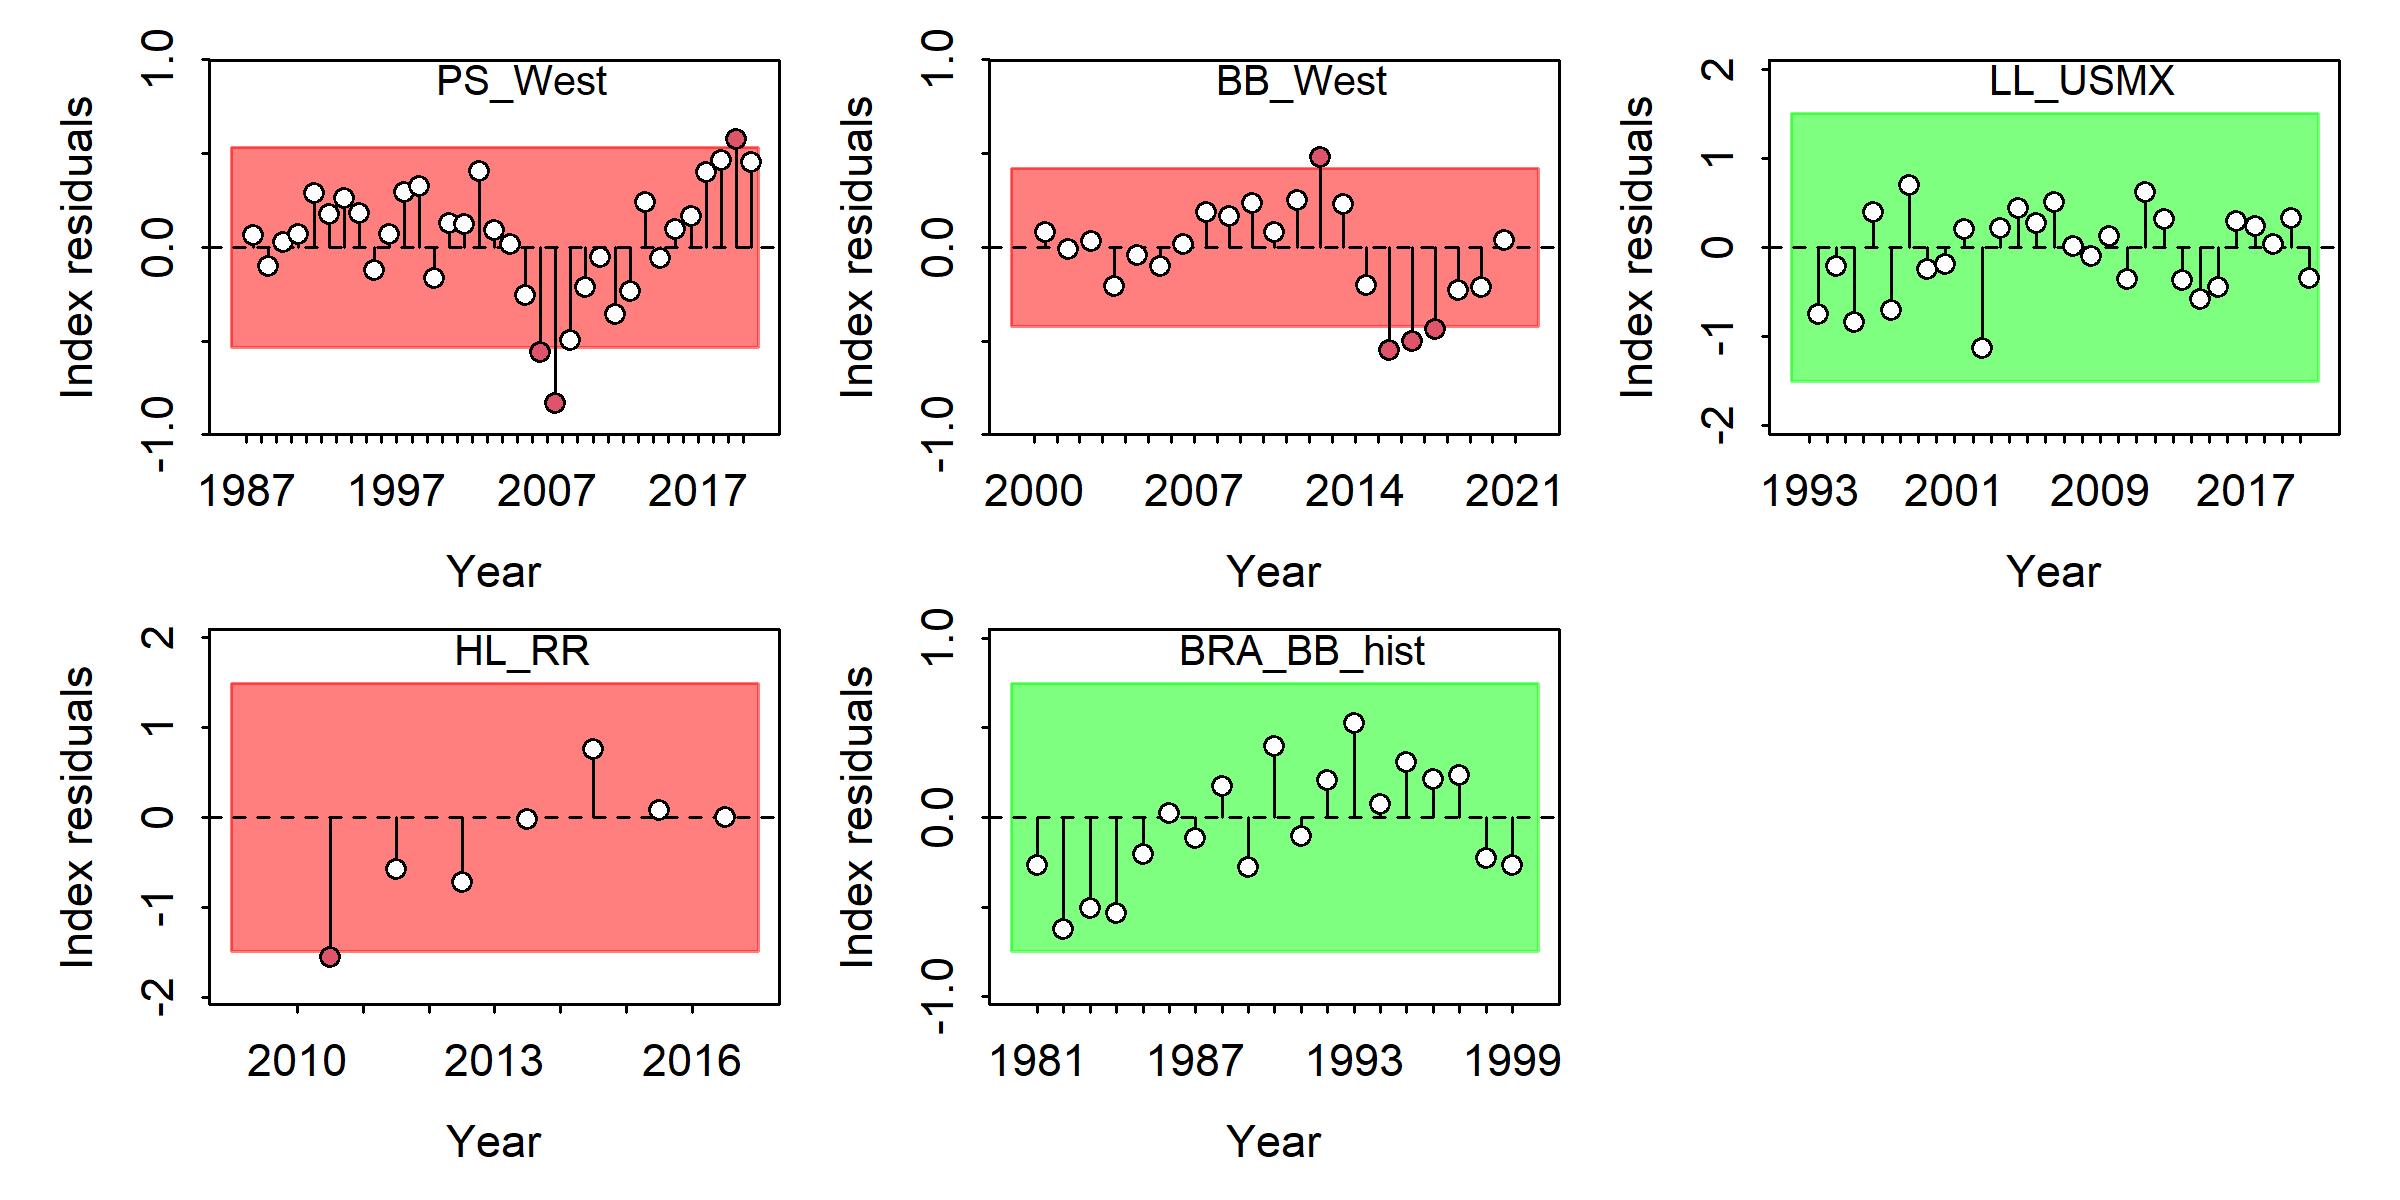 PS_West
Index residuals
1.0
0.0
-1.0
1987 1997 2007 2017
Year
BB_West
Index residuals
1.0
0.0
-1.0
2000 2007 2014 2021
Year
LL_USMX
Index residuals
2
1
0
-1
-2
1993 2001 2009 2017
Year
HL_RR
Index residuals
2
1
0
-1
-2
2010 2013 2016
Year
BRA_BB_hist
Index residuals
1.0
0.0
-1.0
1981 1987 1993 1999
Year